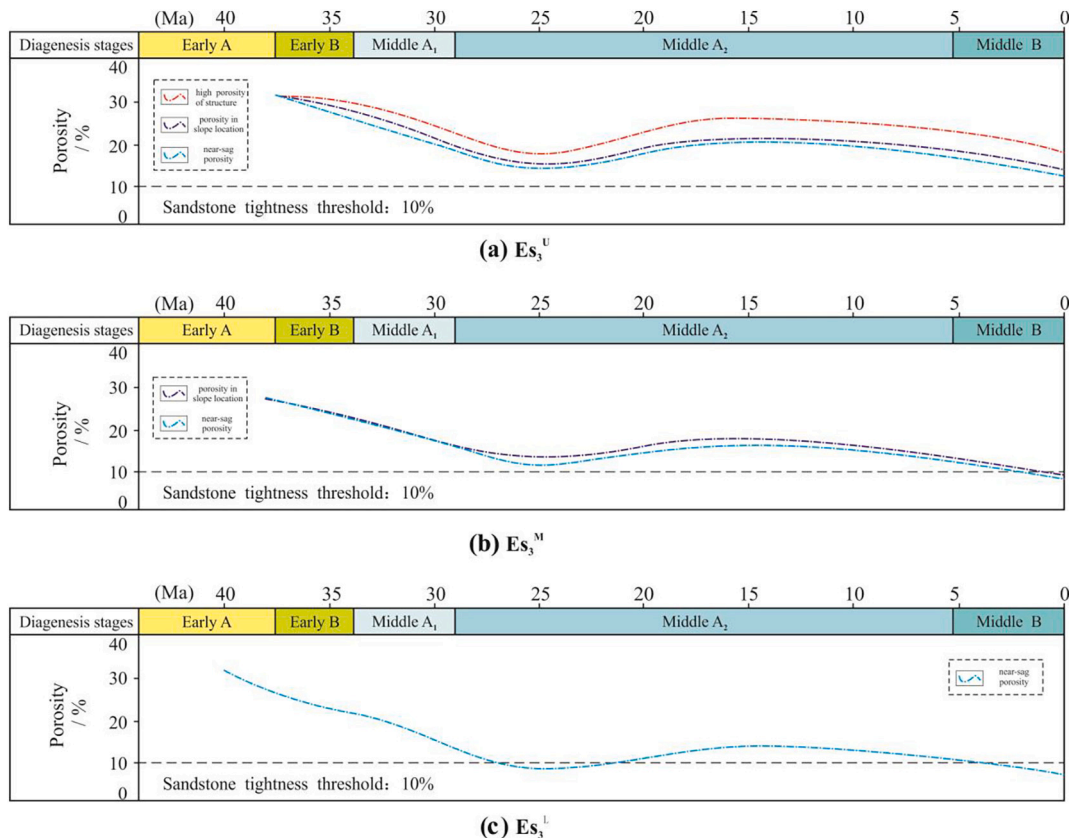 (Ma) 40 35 30 25 20 15 10 5 0
Diagenesis stages Early A Early B Middle A₁ Middle A₂ Middle B
40
30
20
10
0
Porosity
/ %
high porosity
of structure
porosity in
slope location
near-sag
porosity
Sandstone tightness threshold: 10%
(a) Es₃ᵁ
(Ma) 40 35 30 25 20 15 10 5 0
Diagenesis stages Early A Early B Middle A₁ Middle A₂ Middle B
40
30
20
10
0
Porosity
/ %
porosity in
slope location
near-sag
porosity
Sandstone tightness threshold: 10%
(b) Es₃ᴹ
(Ma) 40 35 30 25 20 15 10 5 0
Diagenesis stages Early A Early B Middle A₁ Middle A₂ Middle B
40
30
20
10
0
Porosity
/ %
near-sag
porosity
Sandstone tightness threshold: 10%
(c) Es₃ᴸ